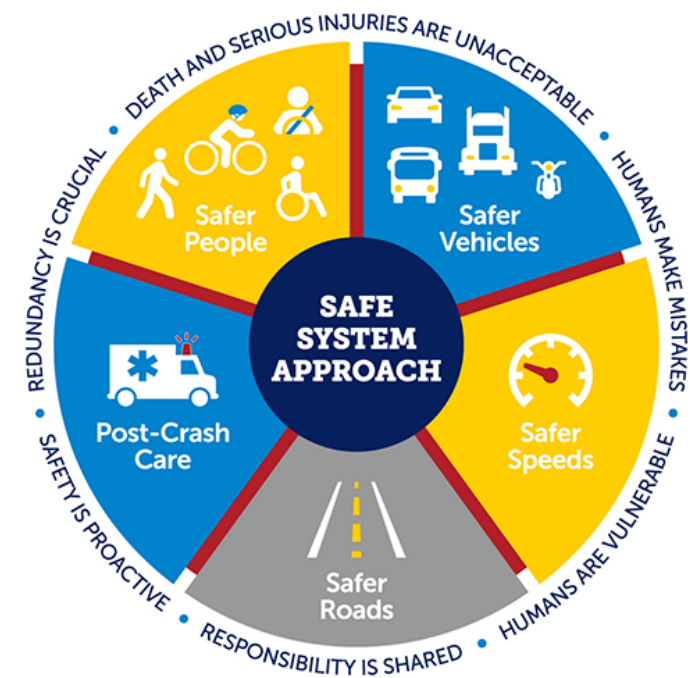 DEATH AND SERIOUS INJURIES ARE UNACCEPTABLE
HUMANS MAKE MISTAKES
HUMANS ARE VULNERABLE
RESPONSIBILITY IS SHARED
SAFETY IS PROACTIVE
REDUNDANCY IS CRUCIAL
Safer
People
Safer
Vehicles
SAFE
SYSTEM
APPROACH
Post-Crash
Care
Safer
Speeds
Safer
Roads